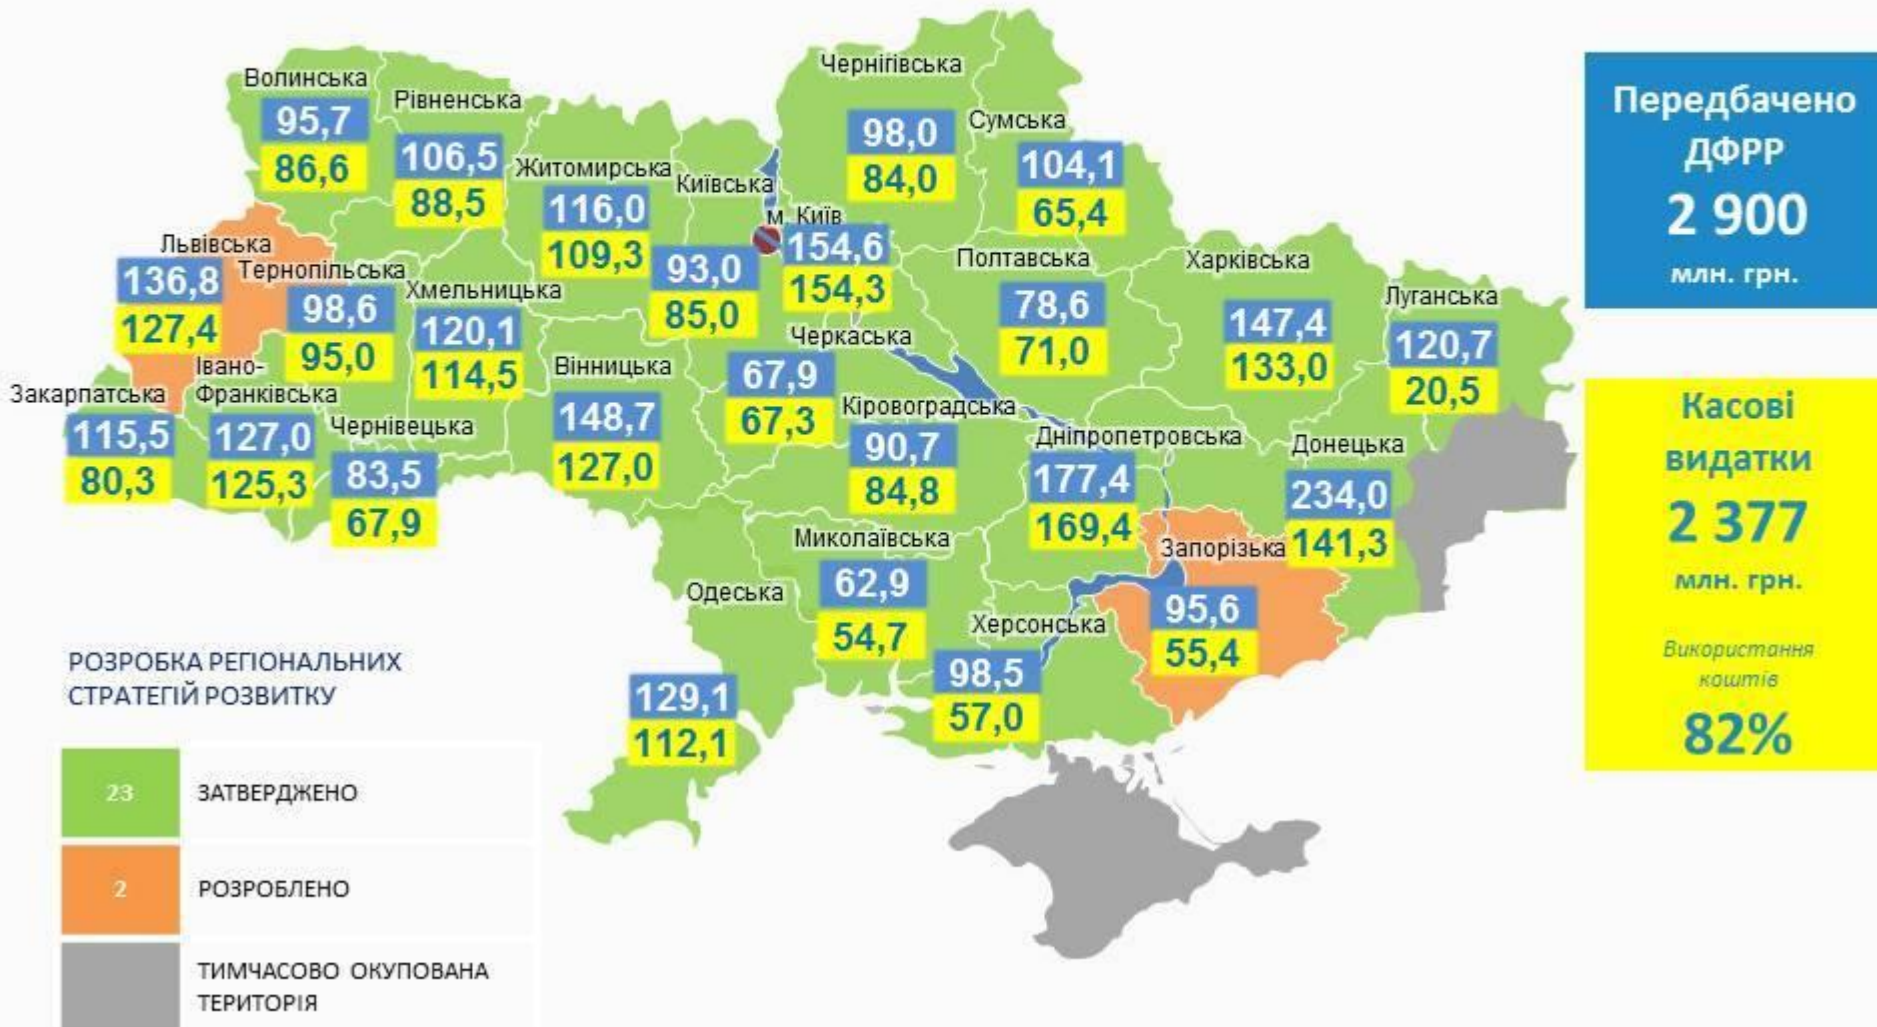 Волинська
95,7
86,6
Рівненська
106,5
88,5
Житомирська
116,0
109,3
Київська
93,0
85,0
м. Київ
154,6
154,3
Чернігівська
98,0
84,0
Сумська
104,1
65,4
Львівська
136,8
127,4
Тернопільська
98,6
95,0
Хмельницька
120,1
114,5
Вінницька
148,7
127,0
Черкаська
67,9
67,3
Полтавська
78,6
71,0
Харківська
147,4
133,0
Луганська
120,7
20,5
Закарпатська
115,5
80,3
Івано-
Франківська
127,0
125,3
Чернівецька
83,5
67,9
Кіровоградська
90,7
84,8
Дніпропетровська
177,4
169,4
Донецька
234,0
141,3
Запорізька
95,6
55,4
Миколаївська
62,9
54,7
Одеська
129,1
112,1
Херсонська
98,5
57,0
Передбачено
ДФРР
2 900
млн. грн.
Касові
видатки
2 377
млн. грн.
Використання
коштів
82%
РОЗРОБКА РЕГІОНАЛЬНИХ
СТРАТЕГІЙ РОЗВИТКУ
23
ЗАТВЕРДЖЕНО
2
РОЗРОБЛЕНО
ТИМЧАСОВО ОКУПОВАНА
ТЕРИТОРІЯ